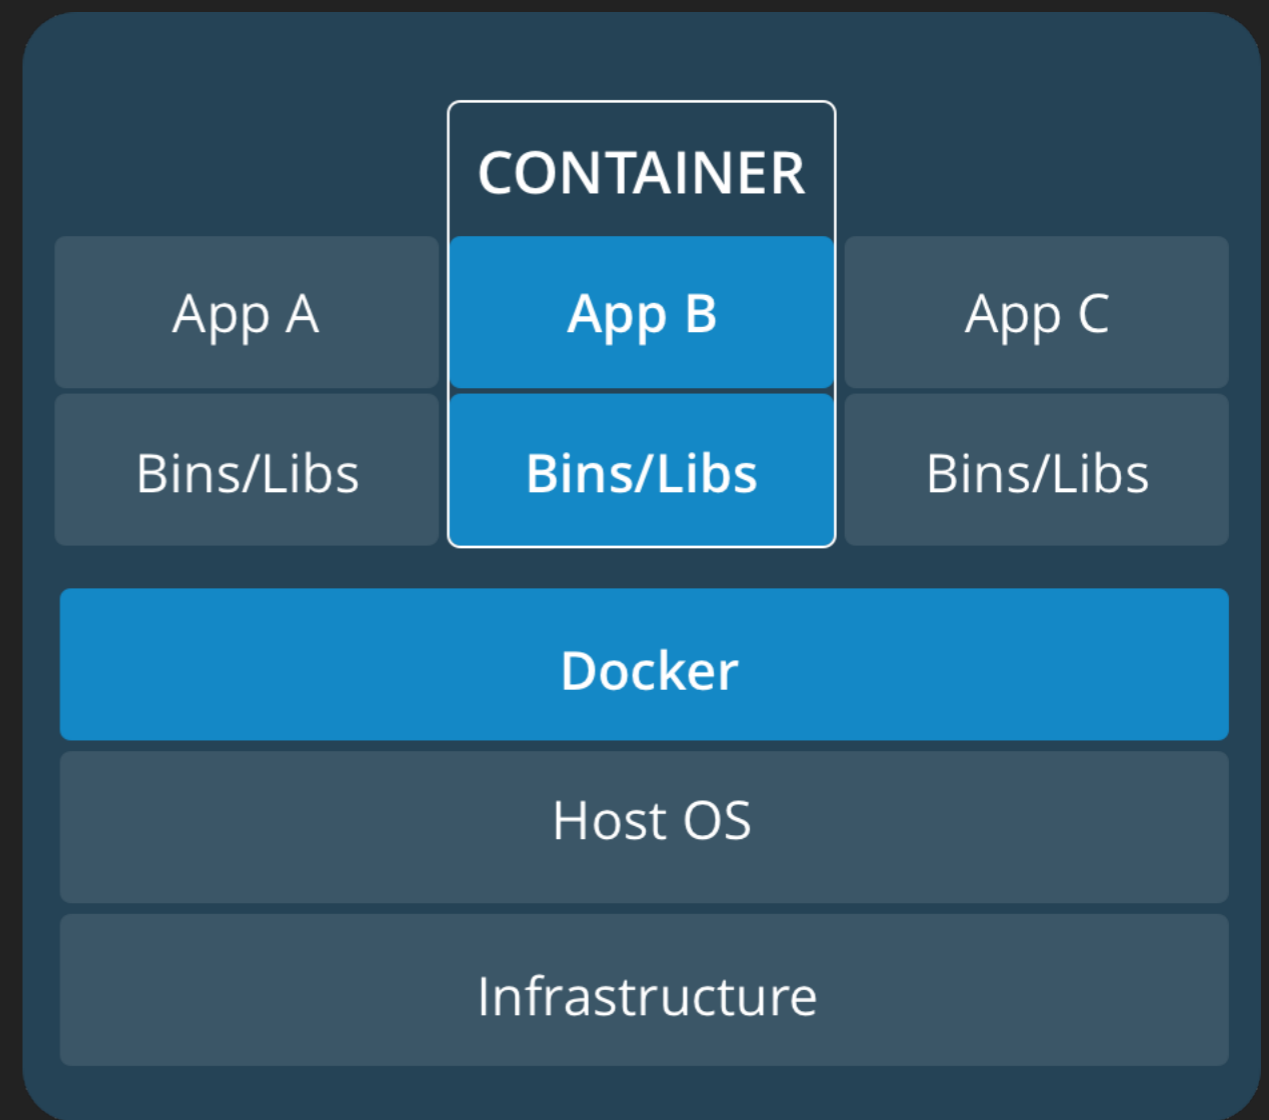 CONTAINER
App A
App B
App C
Bins/Libs
Bins/Libs
Bins/Libs
Docker
Host OS
Infrastructure